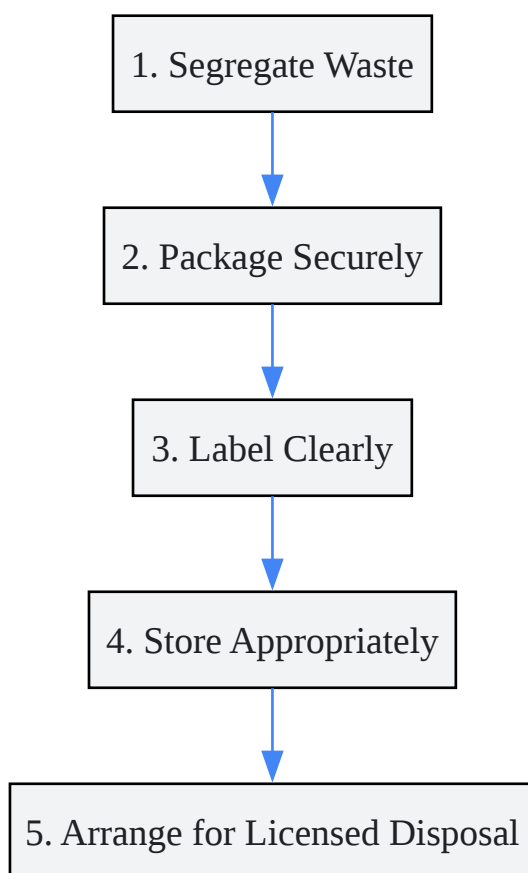 1. Segregate Waste
2. Package Securely
3. Label Clearly
4. Store Appropriately
5. Arrange for Licensed Disposal